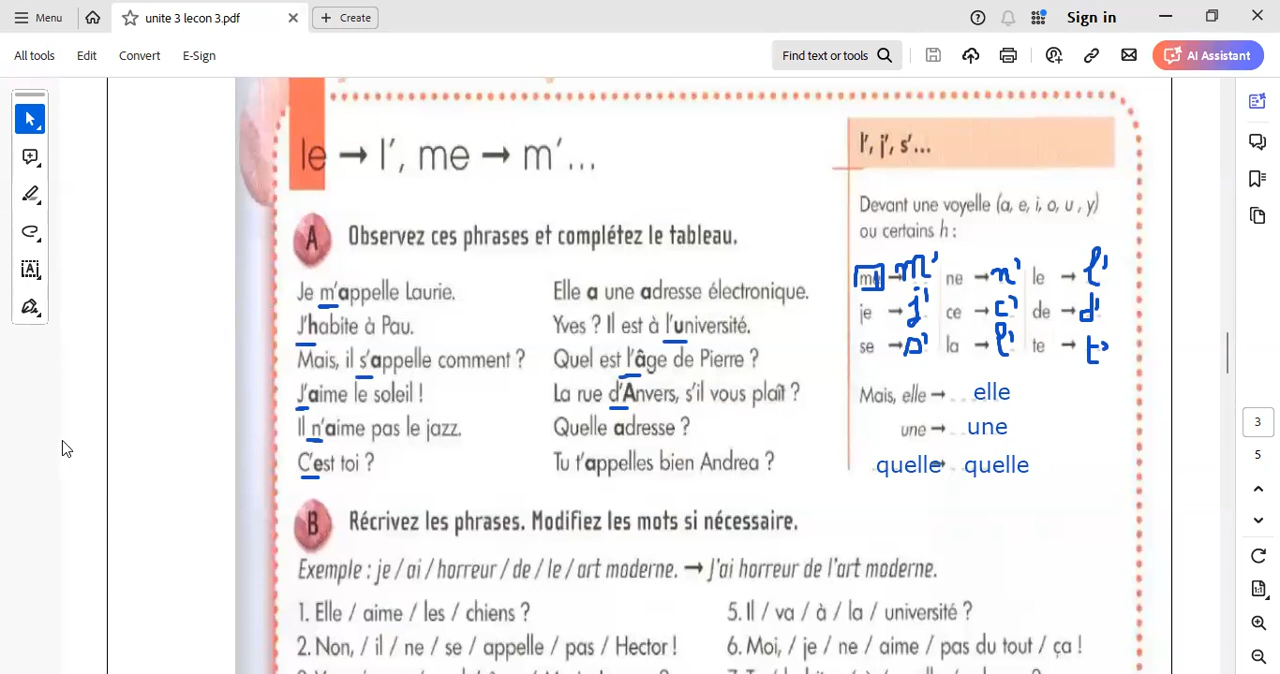 Menu
unite 3 lecon 3.pdf
Create
Sign in
All tools
Edit
Convert
E-Sign
Find text or tools
AI Assistant
le → l', me → m'...
A Observez ces phrases et complétez le tableau.
Je m'appelle Laurie.
J'habite à Pau.
Mais, il s'appelle comment ?
J'aime le soleil !
Il n'aime pas le jazz.
C'est toi ?
Elle a une adresse électronique.
Yves ? Il est à l'université.
Quel est l'âge de Pierre ?
La rue d'Anvers, s'il vous plaît ?
Quelle adresse ?
Tu t'appelles bien Andrea ?
l', j', s'...
Devant une voyelle (a, e, i, o, u , y)
ou certains h :
me → m' ne → n' le → l'
je → j' ce → c' de → d'
se → s' la → l' te → t'
Mais, elle → elle
une → une
quelle → quelle
B Récrivez les phrases. Modifiez les mots si nécessaire.
Exemple : je / ai / horreur / de / le / art moderne. → J'ai horreur de l'art moderne.
1. Elle / aime / les / chiens ?
2. Non, / il / ne / se / appelle / pas / Hector !
5. Il / va / à / la / université ?
6. Moi, / je / ne / aime / pas du tout / ça !
3
5